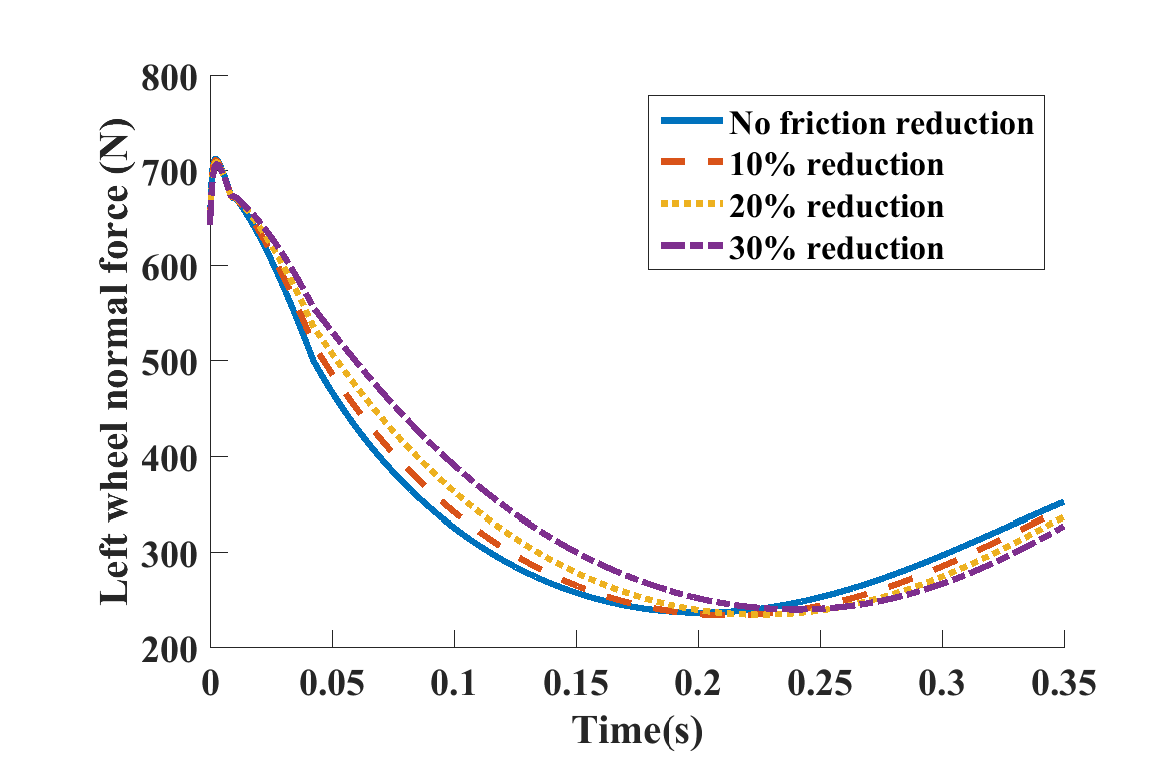 800
700
600
500
400
300
200
0
0.05
0.1
0.15
0.2
0.25
0.3
0.35
Left wheel normal force (N)
Time(s)
No friction reduction
10% reduction
20% reduction
30% reduction